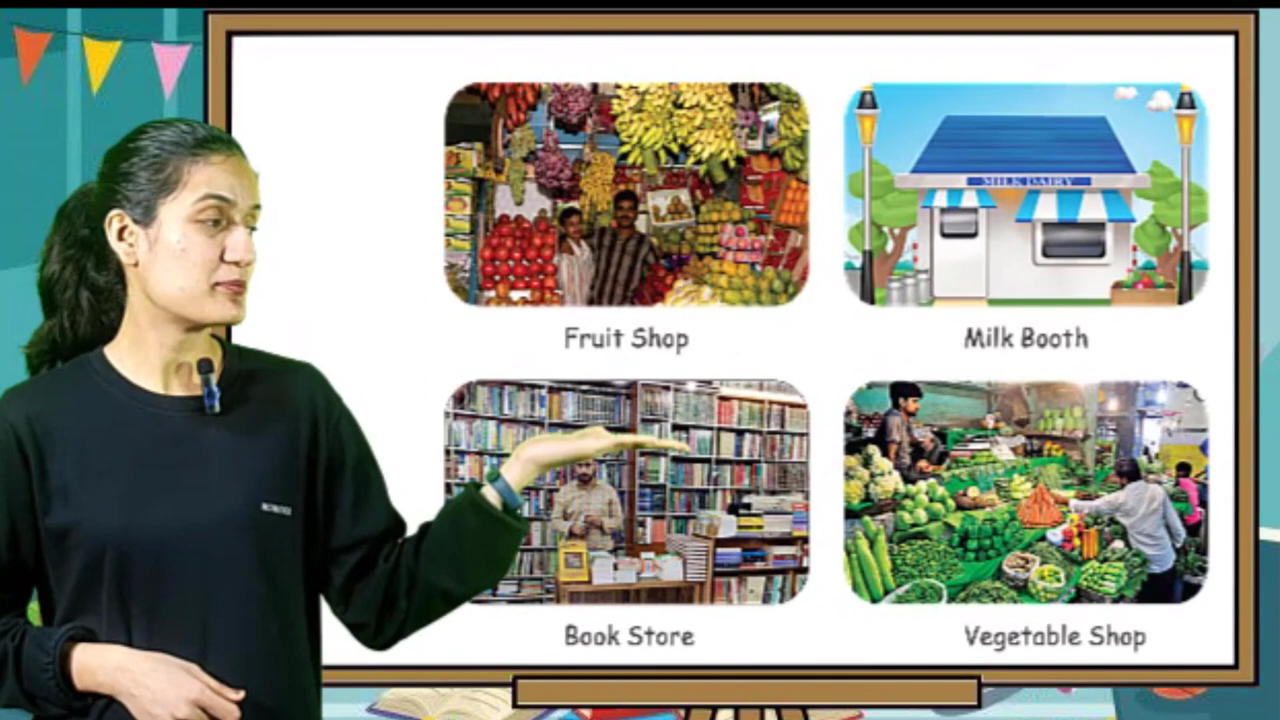 MILK DAIRY
Fruit Shop
Milk Booth
Book Store
Vegetable Shop